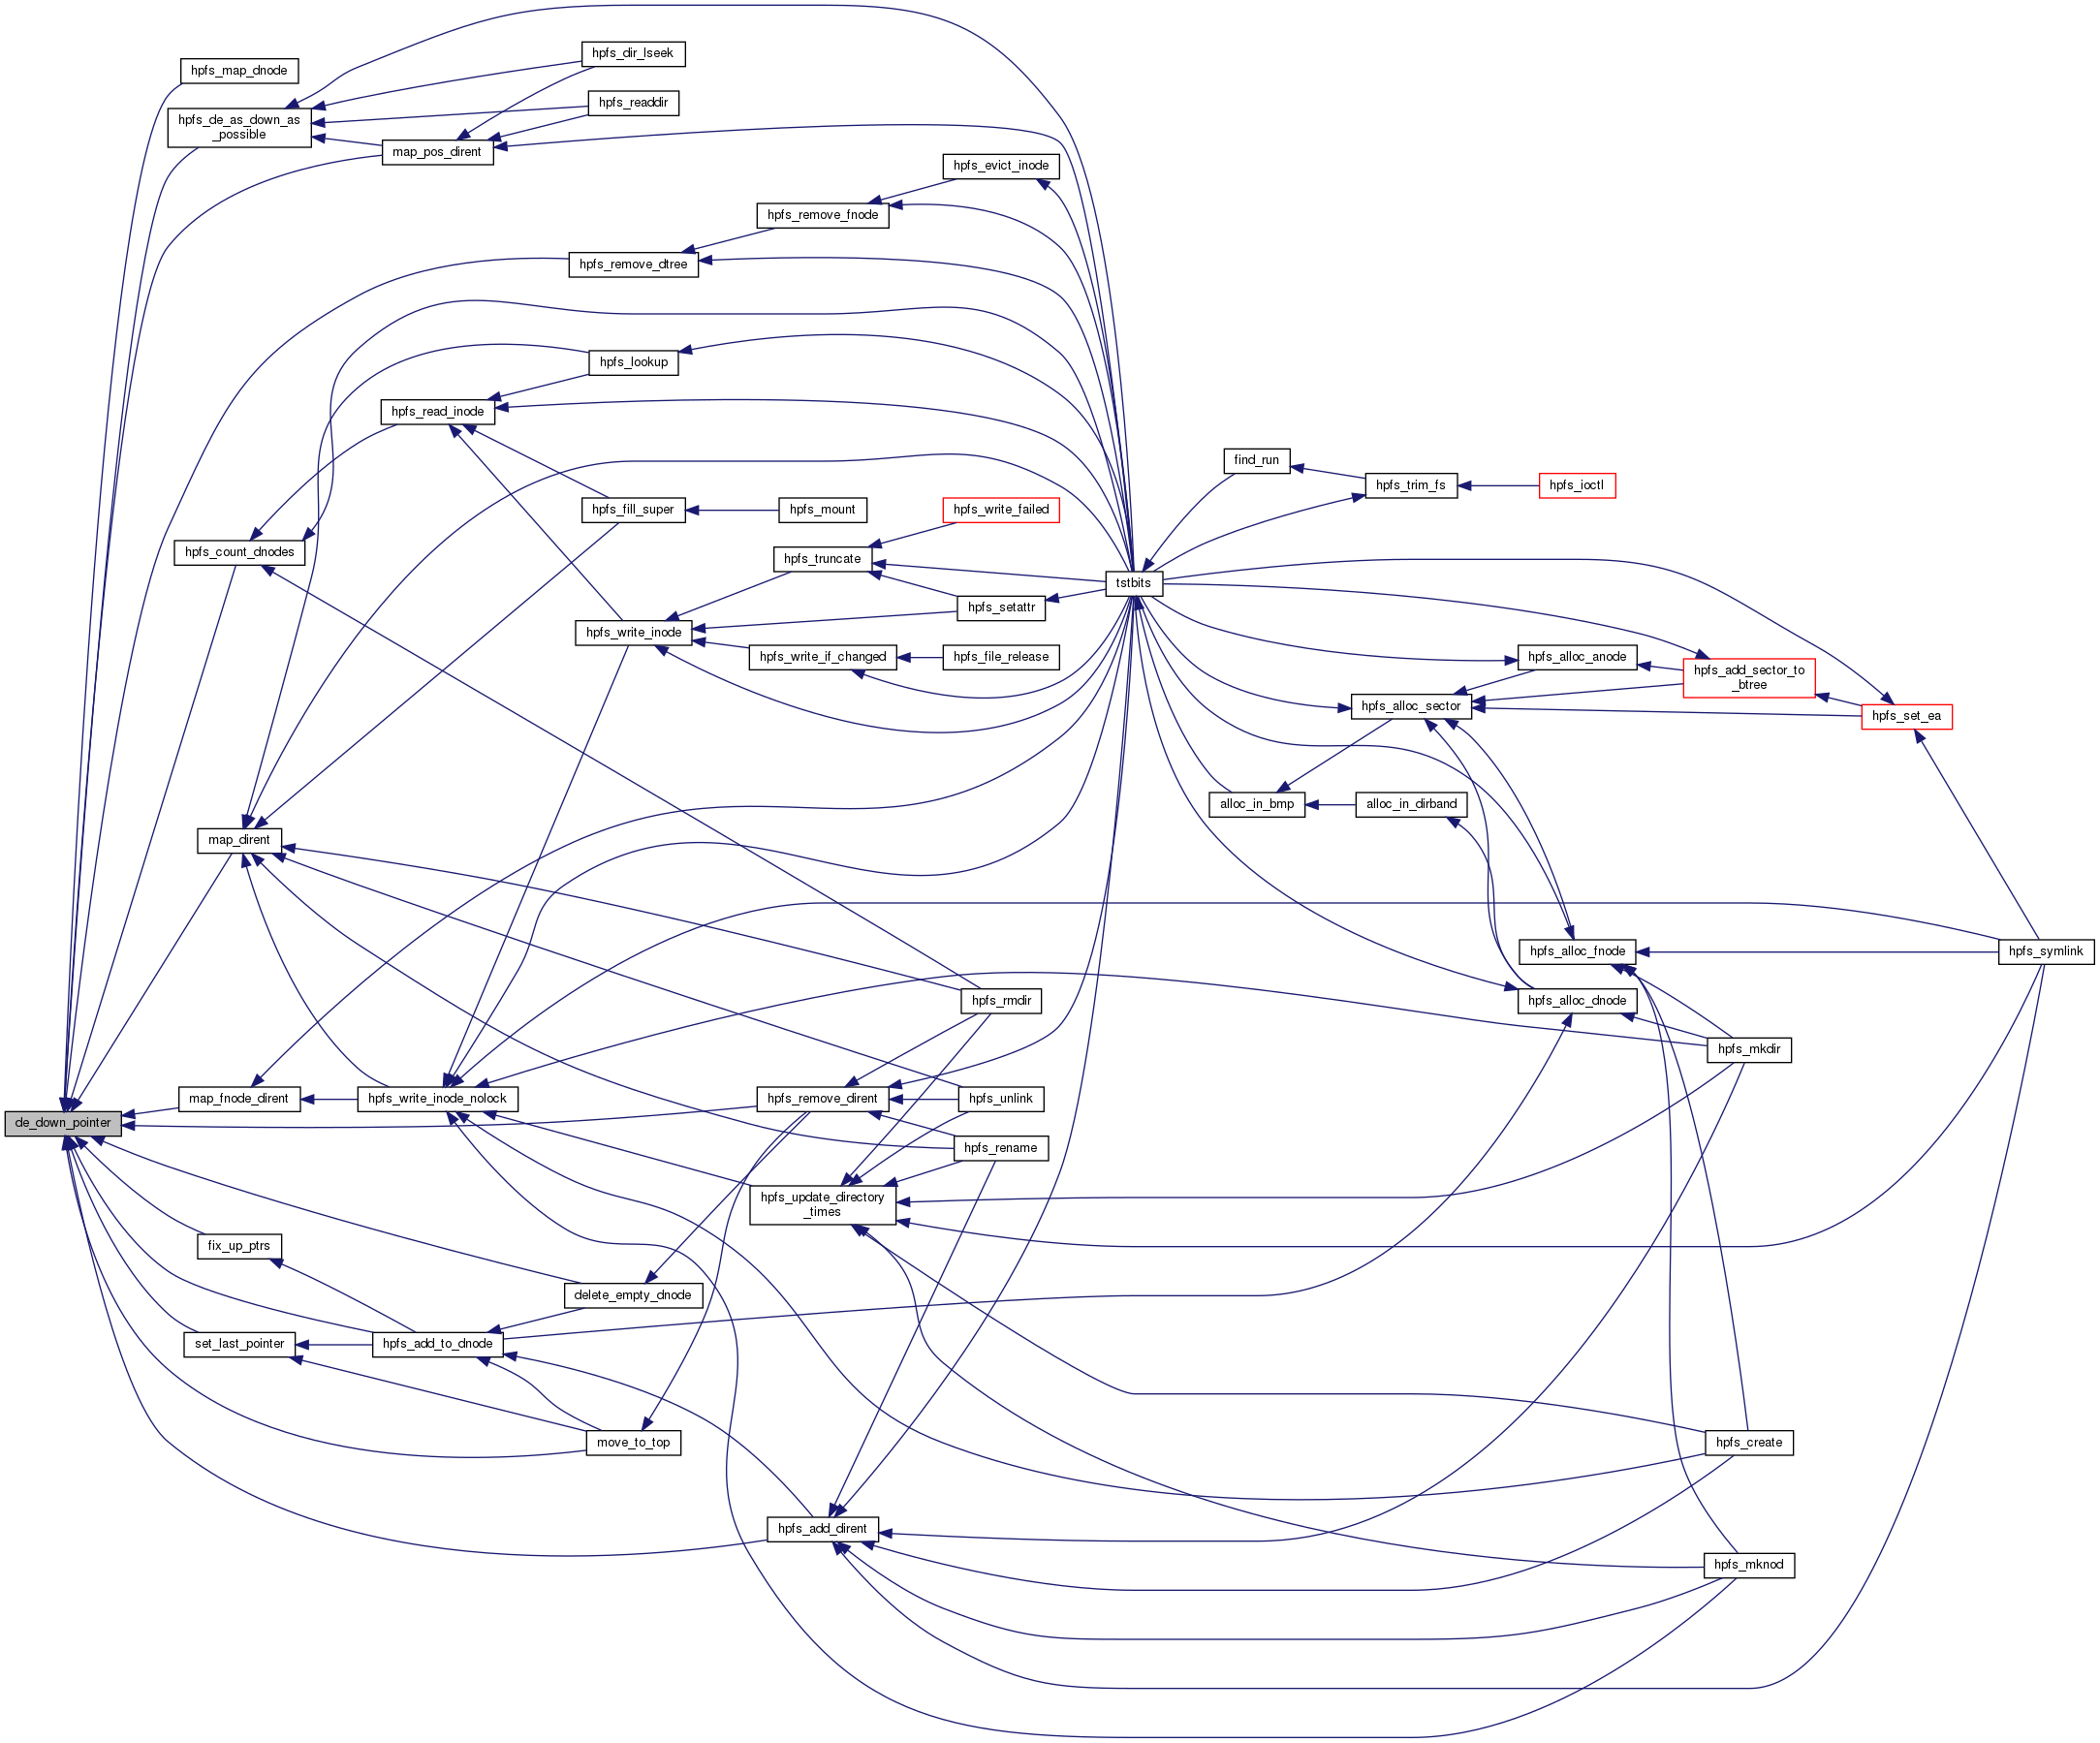 hpfs_map_dnode
hpfs_de_as_down_as
_possible
hpfs_dir_lseek
hpfs_readdir
map_pos_dirent
hpfs_evict_inode
hpfs_remove_fnode
hpfs_remove_dtree
hpfs_lookup
hpfs_read_inode
find_run
hpfs_trim_fs
hpfs_ioctl
hpfs_fill_super
hpfs_mount
hpfs_write_failed
hpfs_count_dnodes
hpfs_truncate
tstbits
hpfs_setattr
hpfs_write_inode
hpfs_write_if_changed
hpfs_file_release
hpfs_alloc_anode
hpfs_add_sector_to
_btree
hpfs_alloc_sector
hpfs_set_ea
alloc_in_bmp
alloc_in_dirband
map_dirent
hpfs_alloc_fnode
hpfs_symlink
hpfs_rmdir
hpfs_alloc_dnode
hpfs_mkdir
map_fnode_dirent
hpfs_write_inode_nolock
hpfs_remove_dirent
hpfs_unlink
de_down_pointer
hpfs_rename
hpfs_update_directory
_times
fix_up_ptrs
delete_empty_dnode
set_last_pointer
hpfs_add_to_dnode
move_to_top
hpfs_create
hpfs_add_dirent
hpfs_mknod